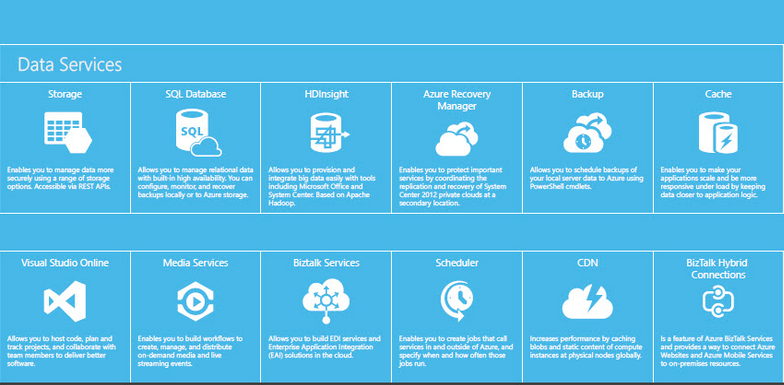 Data Services
Storage
Enables you to manage data more
securely using a range of storage
options. Accessible via REST APIs.
SQL Database
SQL
Allows you to manage relational data
with built-in high availability. You can
configure, monitor, and recover
backups locally or to Azure storage.
HDInsight
Allows you to provision and
integrate big data easily with tools
including Microsoft Office and
System Center. Based on Apache
Hadoop.
Azure Recovery
Manager
Enables you to protect important
services by coordinating the
replication and recovery of System
Center 2012 private clouds at a
secondary location.
Backup
Allows you to schedule backups of
your local server data to Azure using
PowerShell cmdlets.
Cache
Enables you to make your
applications scale and be more
responsive under load by keeping
data closer to application logic.
Visual Studio Online
Allows you to host code, plan and
track projects, and collaborate with
team members to deliver better
software.
Media Services
Enables you to build workflows to
create, manage, and distribute
on-demand media and live
streaming events.
Biztalk Services
Allows you to build EDI services and
Enterprise Application Integration
(EAI) solutions in the cloud.
Scheduler
Enables you to create jobs that call
services in and outside of Azure, and
specify when and how often those
jobs run.
CDN
Increases performance by caching
blobs and static content of compute
instances at physical nodes globally.
BizTalk Hybrid
Connections
Is a feature of Azure BizTalk Services
and provides a way to connect Azure
Websites and Azure Mobile Services
to on-premises resources.